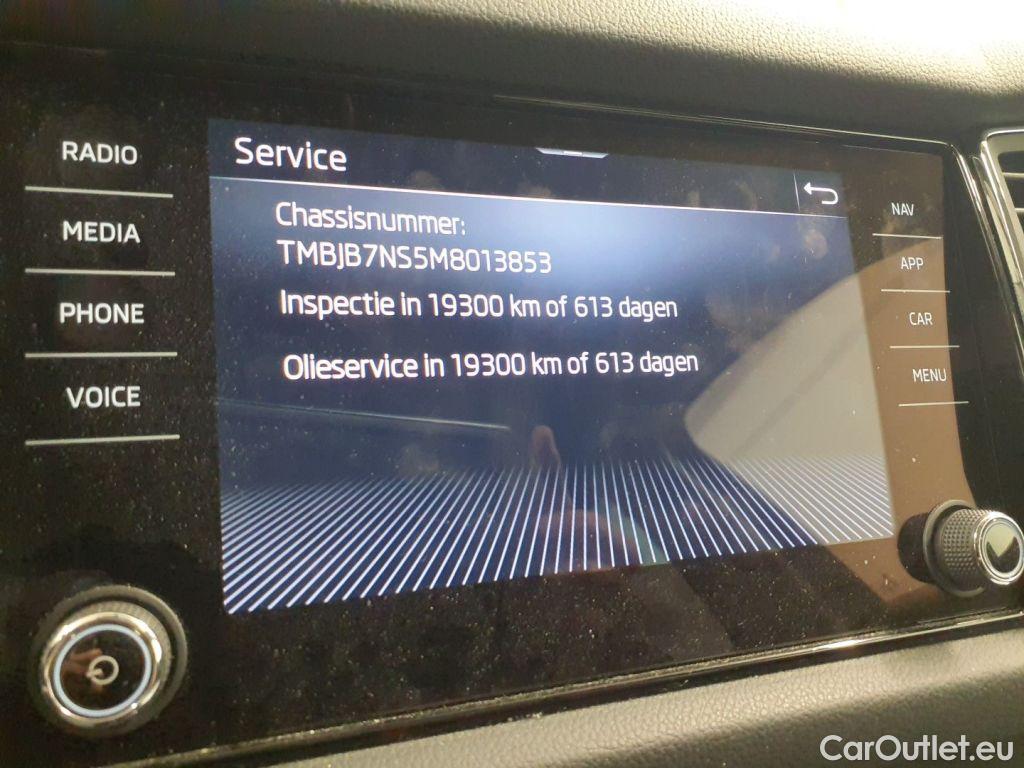 RADIO
MEDIA
PHONE
VOICE
Service
Chassisnummer:
TMBJB7NS5M8013853
Inspectie in 19300 km of 613 dagen
Olieservice in 19300 km of 613 dagen
NAV
APP
CAR
MENU
CarOutlet.eu